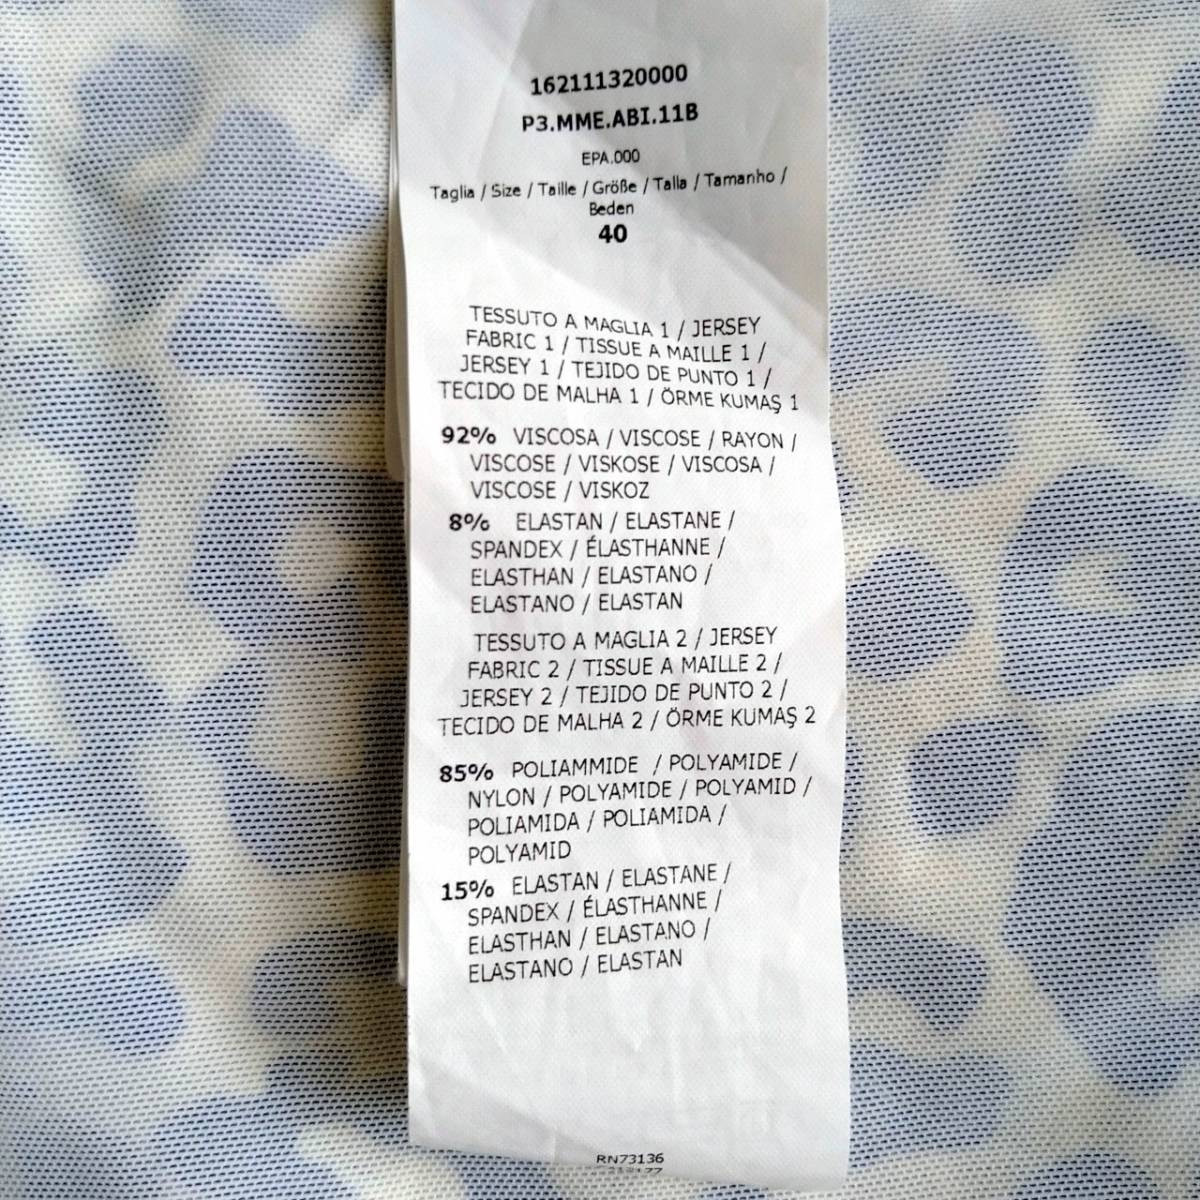 162111320000
P3.MME.ABI.11B
EPA.000
Taglia / Size / Taille / Größe / Talla / Tamanho /
Beden
40
TESSUTO A MAGLIA 1 / JERSEY
FABRIC 1 / TISSUE A MAILLE 1 /
JERSEY 1 / TEJIDO DE PUNTO 1 /
TECIDO DE MALHA 1 / ÖRME KUMAŞ 1
92% VISCOSA / VISCOSE / RAYON /
VISCOSE / VISKOSE / VISCOSA /
VISCOSE / VISKOZ
8% ELASTAN / ELASTANE /
SPANDEX / ÉLASTHANNE /
ELASTHAN / ELASTANO /
ELASTANO / ELASTAN
TESSUTO A MAGLIA 2 / JERSEY
FABRIC 2 / TISSUE A MAILLE 2 /
JERSEY 2 / TEJIDO DE PUNTO 2 /
TECIDO DE MALHA 2 / ÖRME KUMAŞ 2
85% POLIAMMIDE / POLYAMIDE /
NYLON / POLYAMIDE / POLYAMID /
POLIAMIDA / POLIAMIDA /
POLYAMID
15% ELASTAN / ELASTANE /
SPANDEX / ÉLASTHANNE /
ELASTHAN / ELASTANO /
ELASTANO / ELASTAN
RN73136